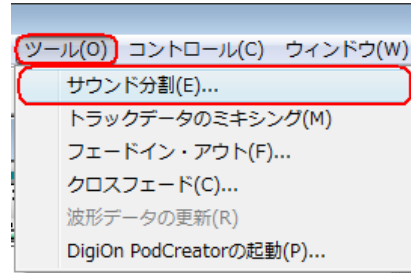 ツール(O) コントロール(C) ウィンドウ(W)
サウンド分割(E)...
トラックデータのミキシング(M)
フェードイン・アウト(F)...
クロスフェード(C)...
波形データの更新(R)
DigiOn PodCreatorの起動(P)...